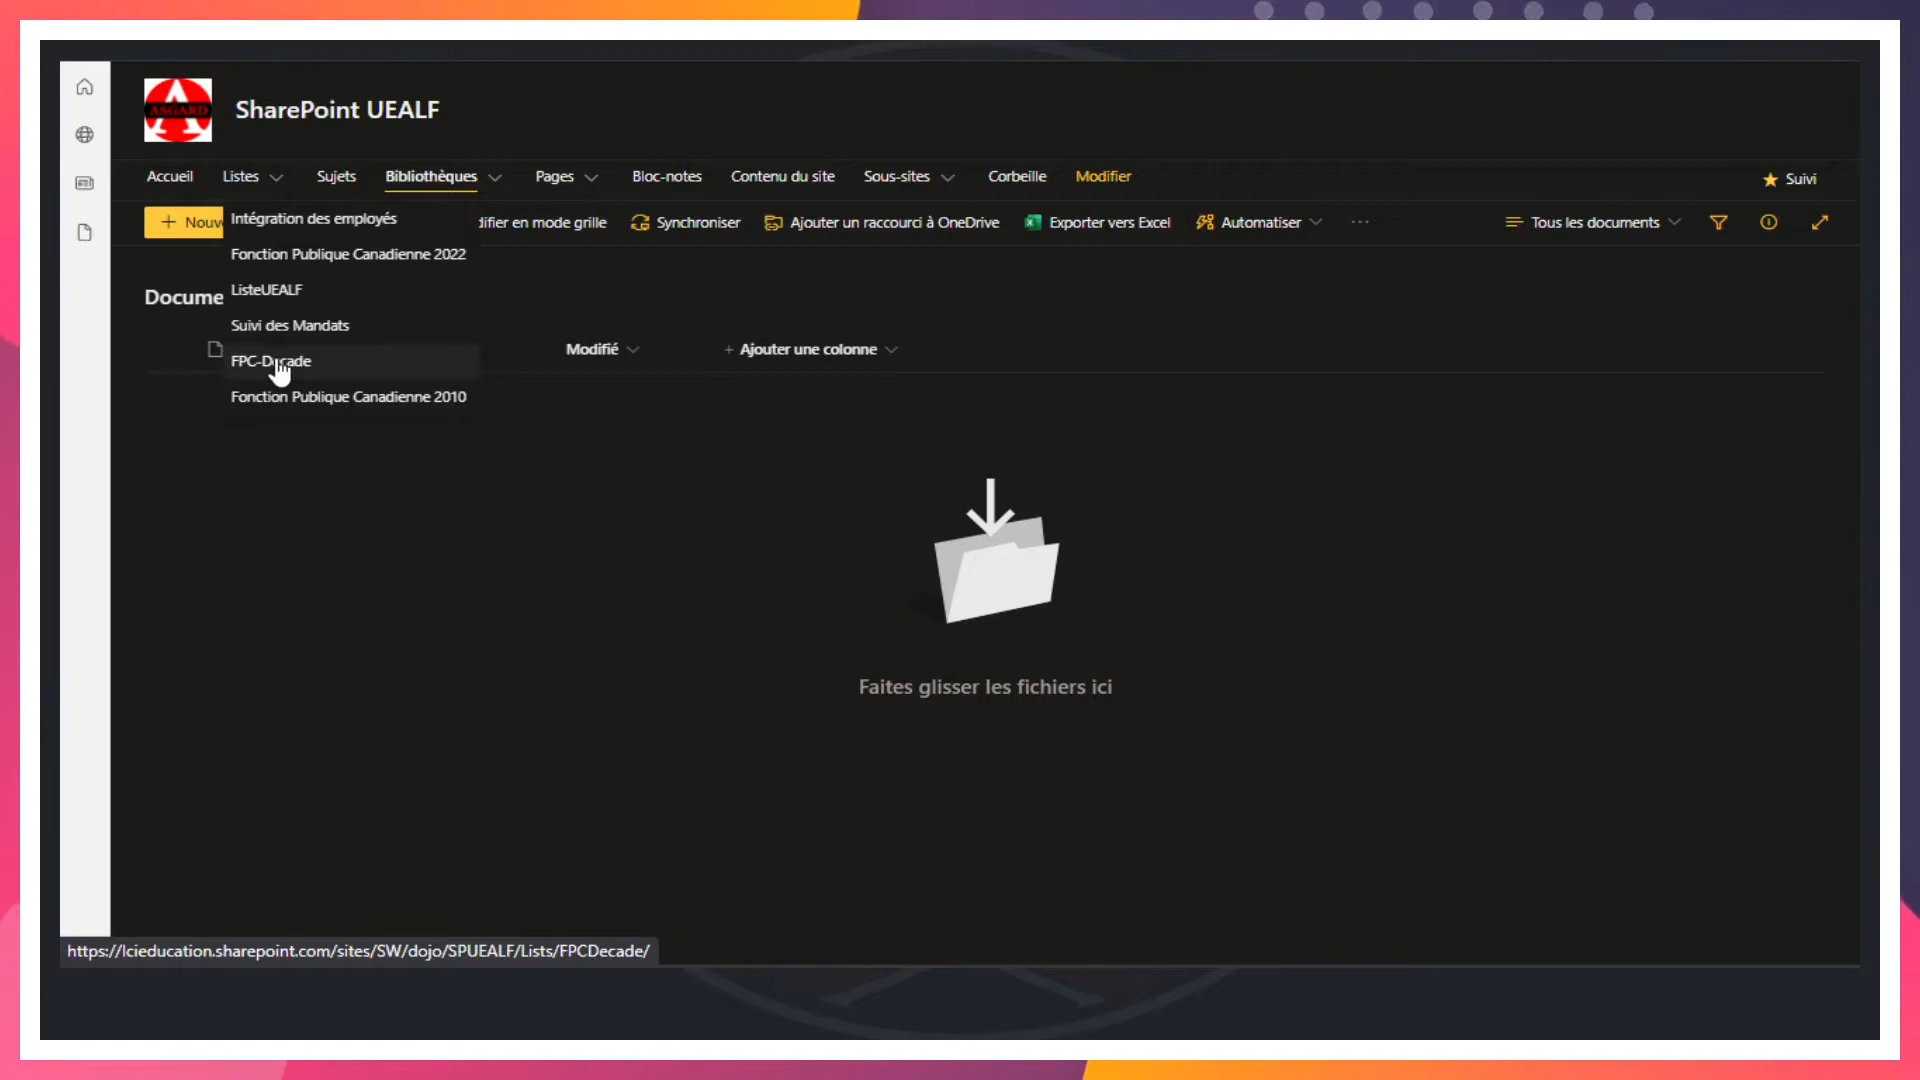 ASGARD
SharePoint UEALF
Accueil Listes Sujets Bibliothèques Pages Bloc-notes Contenu du site Sous-sites Corbeille Modifier Suivi
+ Nouv difier en mode grille Synchroniser Ajouter un raccourci à OneDrive Exporter vers Excel Automatiser ... Tous les documents
Intégration des employés
Fonction Publique Canadienne 2022
ListeUEALF
Suivi des Mandats
FPC-Decade
Fonction Publique Canadienne 2010
Docume
Modifié + Ajouter une colonne
Faites glisser les fichiers ici
https://lcieducation.sharepoint.com/sites/SW/dojo/SPUEALF/Lists/FPCDecade/